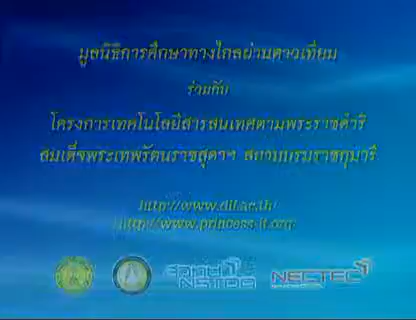 มูลนิธิการศึกษาทางไกลผ่านดาวเทียม
ร่วมกับ
โครงการเทคโนโลยีสารสนเทศตามพระราชดำริ
สมเด็จพระเทพรัตนราชสุดาฯ สยามบรมราชกุมารี
http://www.dlf.ac.th/
http://www.princess-it.org/
สวทช
NSTDA
NECTEC